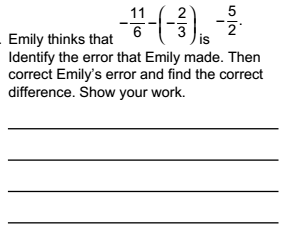 . Emily thinks that −11/6 − (−2/3) is −5/2.
Identify the error that Emily made. Then
correct Emily's error and find the correct
difference. Show your work.